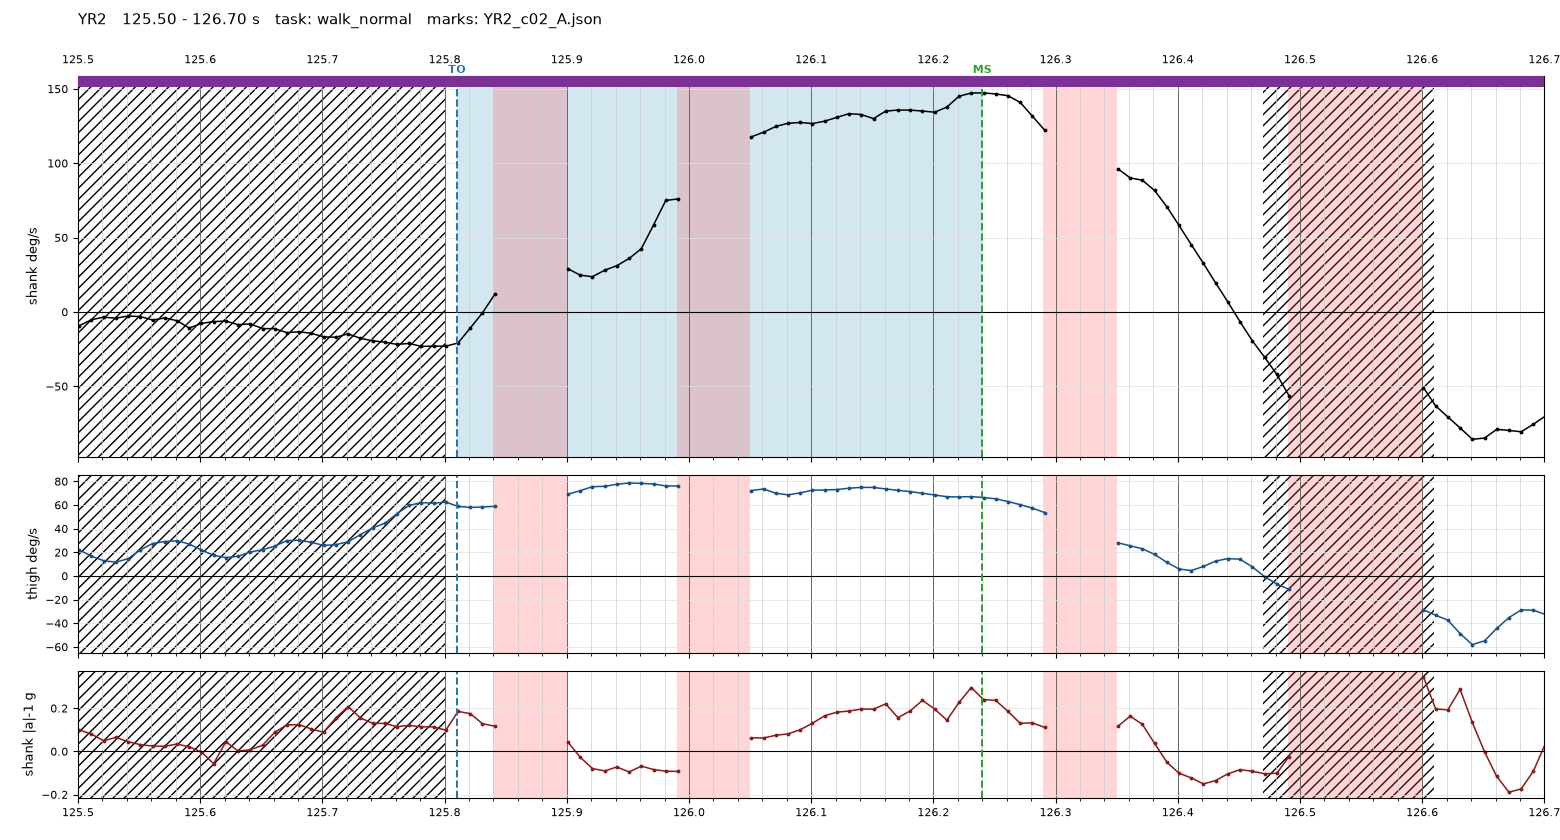 YR2   125.50 - 126.70 s   task: walk_normal   marks: YR2_c02_A.json
125.5 125.6 125.7 125.8 125.9 126.0 126.1 126.2 126.3 126.4 126.5 126.6 126.7
TO MS
150
100
50
0
−50
shank deg/s
80
60
40
20
0
−20
−40
−60
thigh deg/s
0.2
0.0
−0.2
shank |a|-1 g
125.5 125.6 125.7 125.8 125.9 126.0 126.1 126.2 126.3 126.4 126.5 126.6 126.7